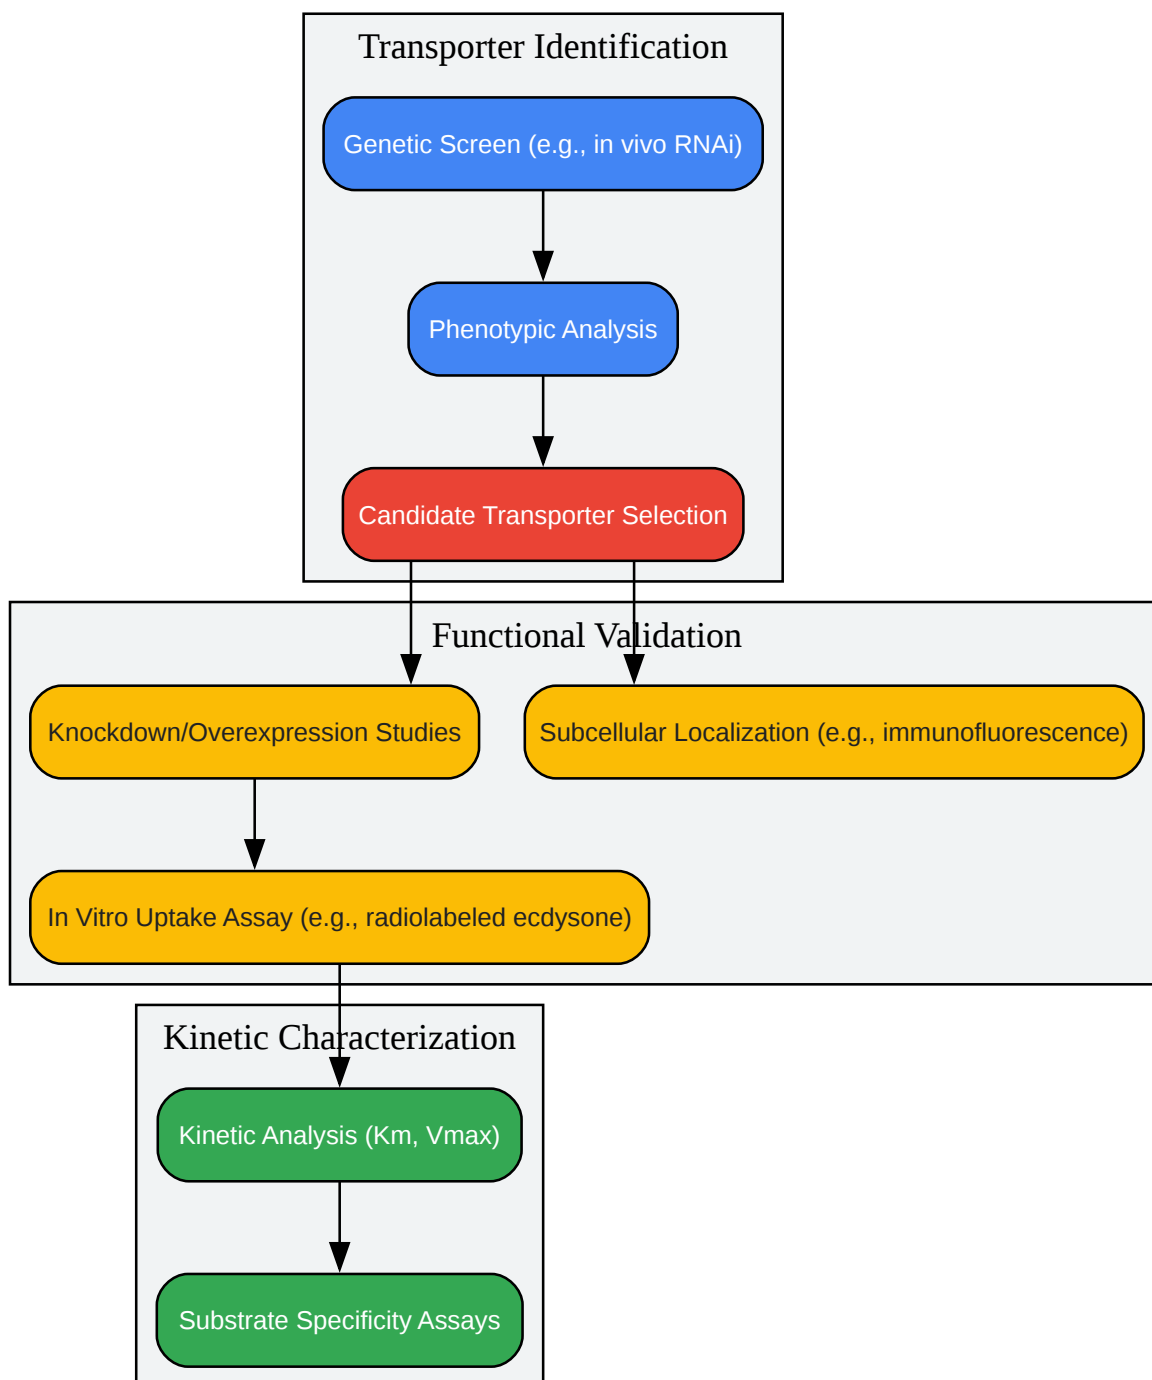 Transporter Identification
Genetic Screen (e.g., in vivo RNAi)
Phenotypic Analysis
Candidate Transporter Selection
Functional Validation
Knockdown/Overexpression Studies
Subcellular Localization (e.g., immunofluorescence)
In Vitro Uptake Assay (e.g., radiolabeled ecdysone)
Kinetic Characterization
Kinetic Analysis (Km, Vmax)
Substrate Specificity Assays